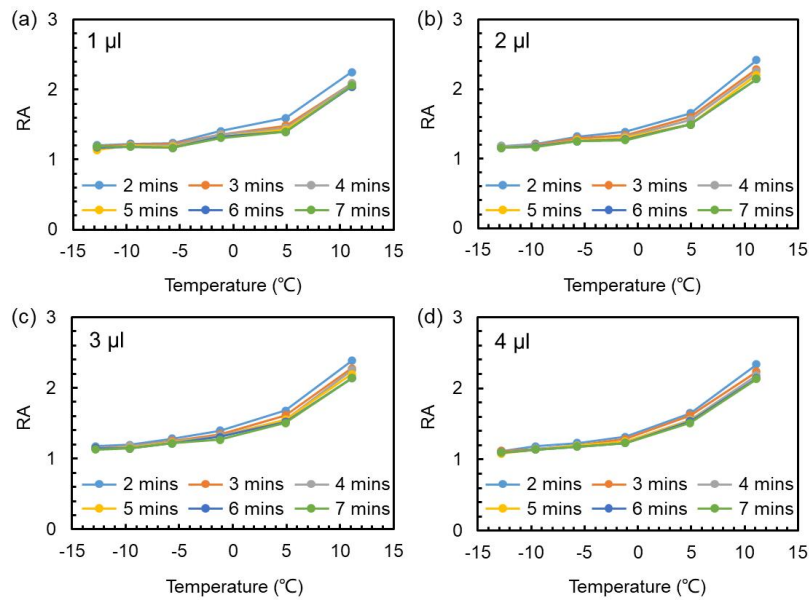 (a)
1 µl
3
2
1
0
RA
2 mins 3 mins 4 mins
5 mins 6 mins 7 mins
-15 -10 -5 0 5 10 15
Temperature (℃)
(b)
2 µl
3
2
1
0
RA
2 mins 3 mins 4 mins
5 mins 6 mins 7 mins
-15 -10 -5 0 5 10 15
Temperature (℃)
(c)
3 µl
3
2
1
0
RA
2 mins 3 mins 4 mins
5 mins 6 mins 7 mins
-15 -10 -5 0 5 10 15
Temperature (℃)
(d)
4 µl
3
2
1
0
RA
2 mins 3 mins 4 mins
5 mins 6 mins 7 mins
-15 -10 -5 0 5 10 15
Temperature (℃)